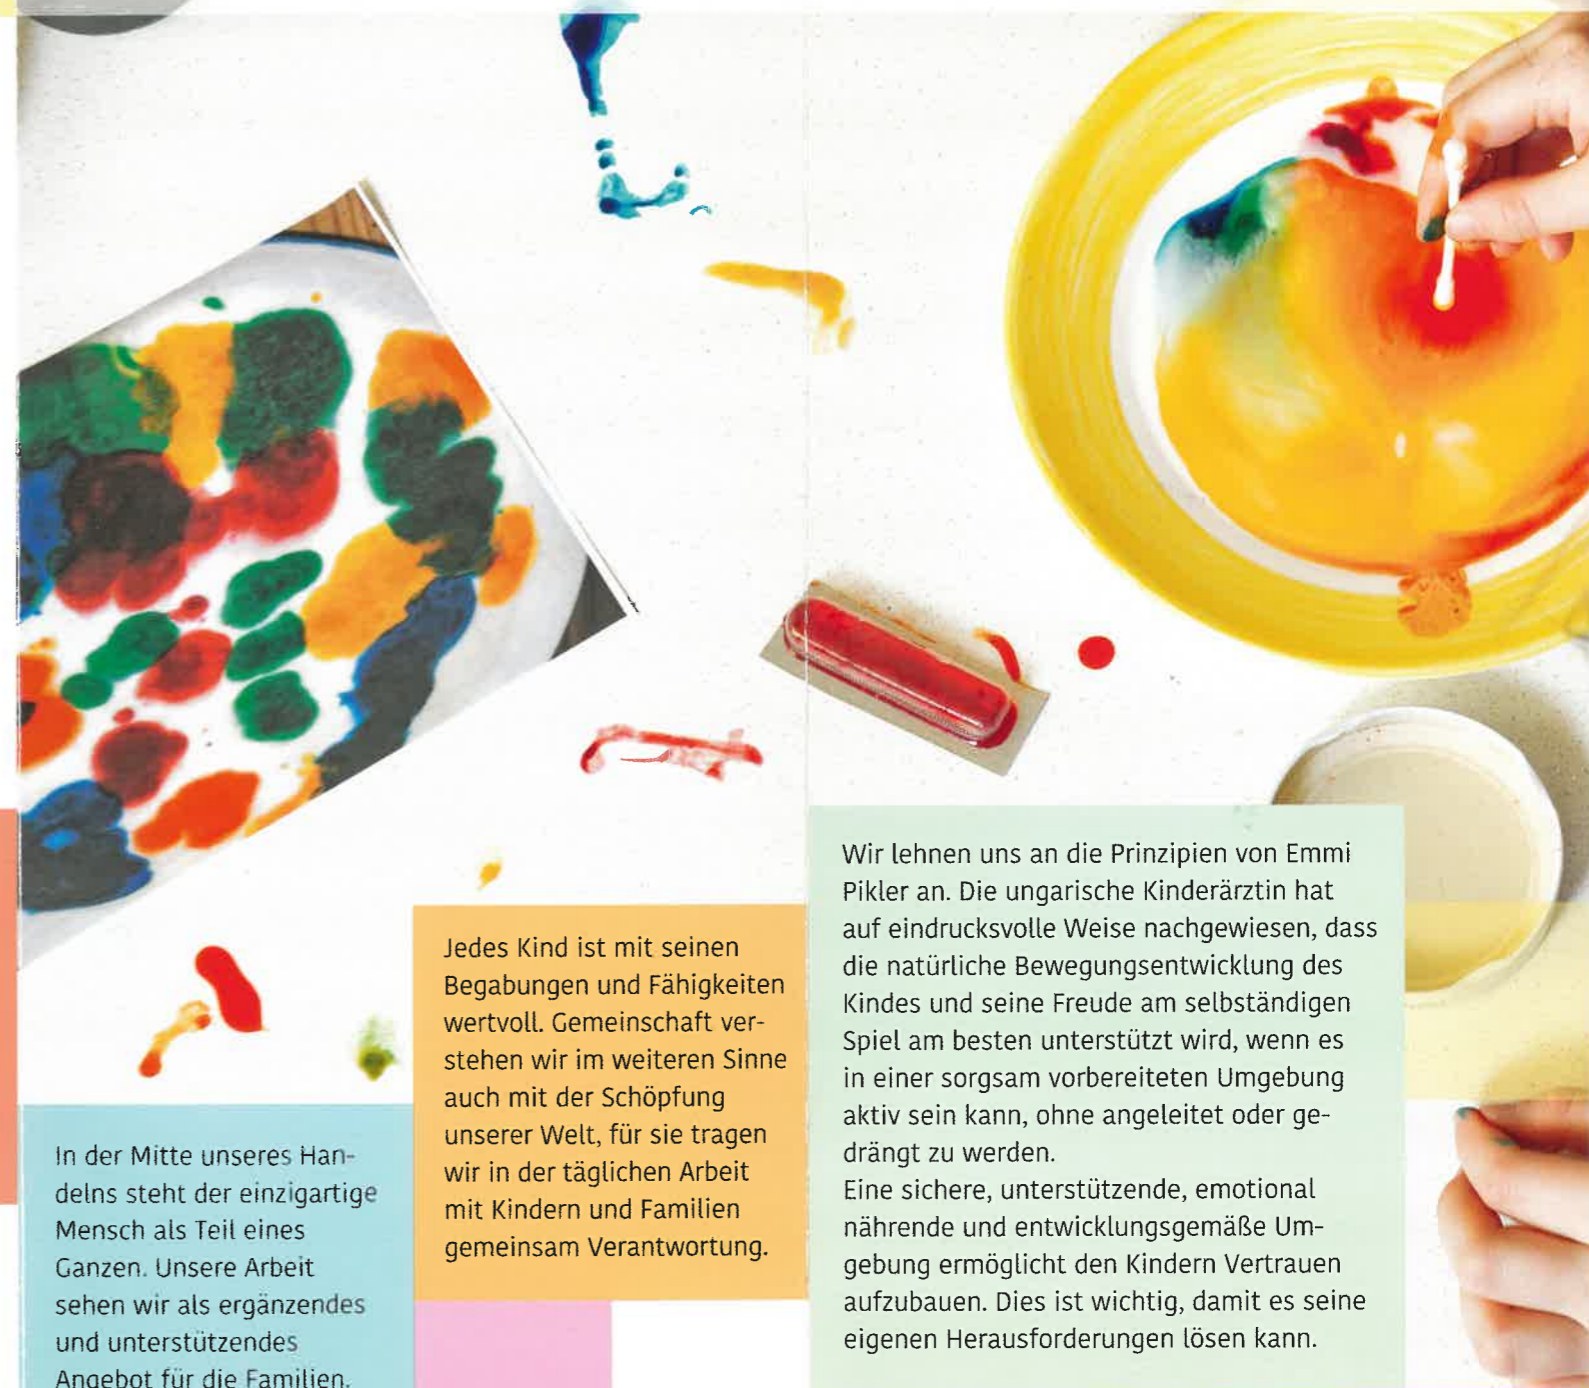 In der Mitte unseres Han-
delns steht der einzigartige
Mensch als Teil eines
Ganzen. Unsere Arbeit
sehen wir als ergänzendes
und unterstützendes
Angebot für die Familien.
Jedes Kind ist mit seinen
Begabungen und Fähigkeiten
wertvoll. Gemeinschaft ver-
stehen wir im weiteren Sinne
auch mit der Schöpfung
unserer Welt, für sie tragen
wir in der täglichen Arbeit
mit Kindern und Familien
gemeinsam Verantwortung.
Wir lehnen uns an die Prinzipien von Emmi
Pikler an. Die ungarische Kinderärztin hat
auf eindrucksvolle Weise nachgewiesen, dass
die natürliche Bewegungsentwicklung des
Kindes und seine Freude am selbständigen
Spiel am besten unterstützt wird, wenn es
in einer sorgsam vorbereiteten Umgebung
aktiv sein kann, ohne angeleitet oder ge-
drängt zu werden.
Eine sichere, unterstützende, emotional
nährende und entwicklungsgemäße Um-
gebung ermöglicht den Kindern Vertrauen
aufzubauen. Dies ist wichtig, damit es seine
eigenen Herausforderungen lösen kann.